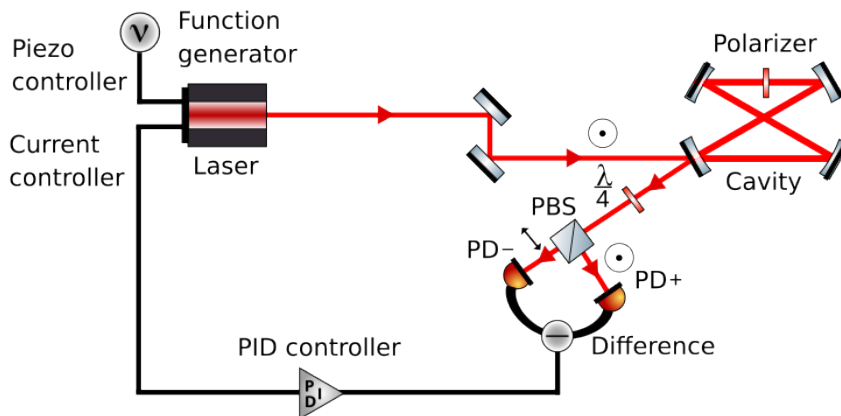 ν
Function
generator
Piezo
controller
Current
controller
Laser
Polarizer
Cavity
λ
4
PBS
PD−
PD+
Difference
PID controller
P I
D